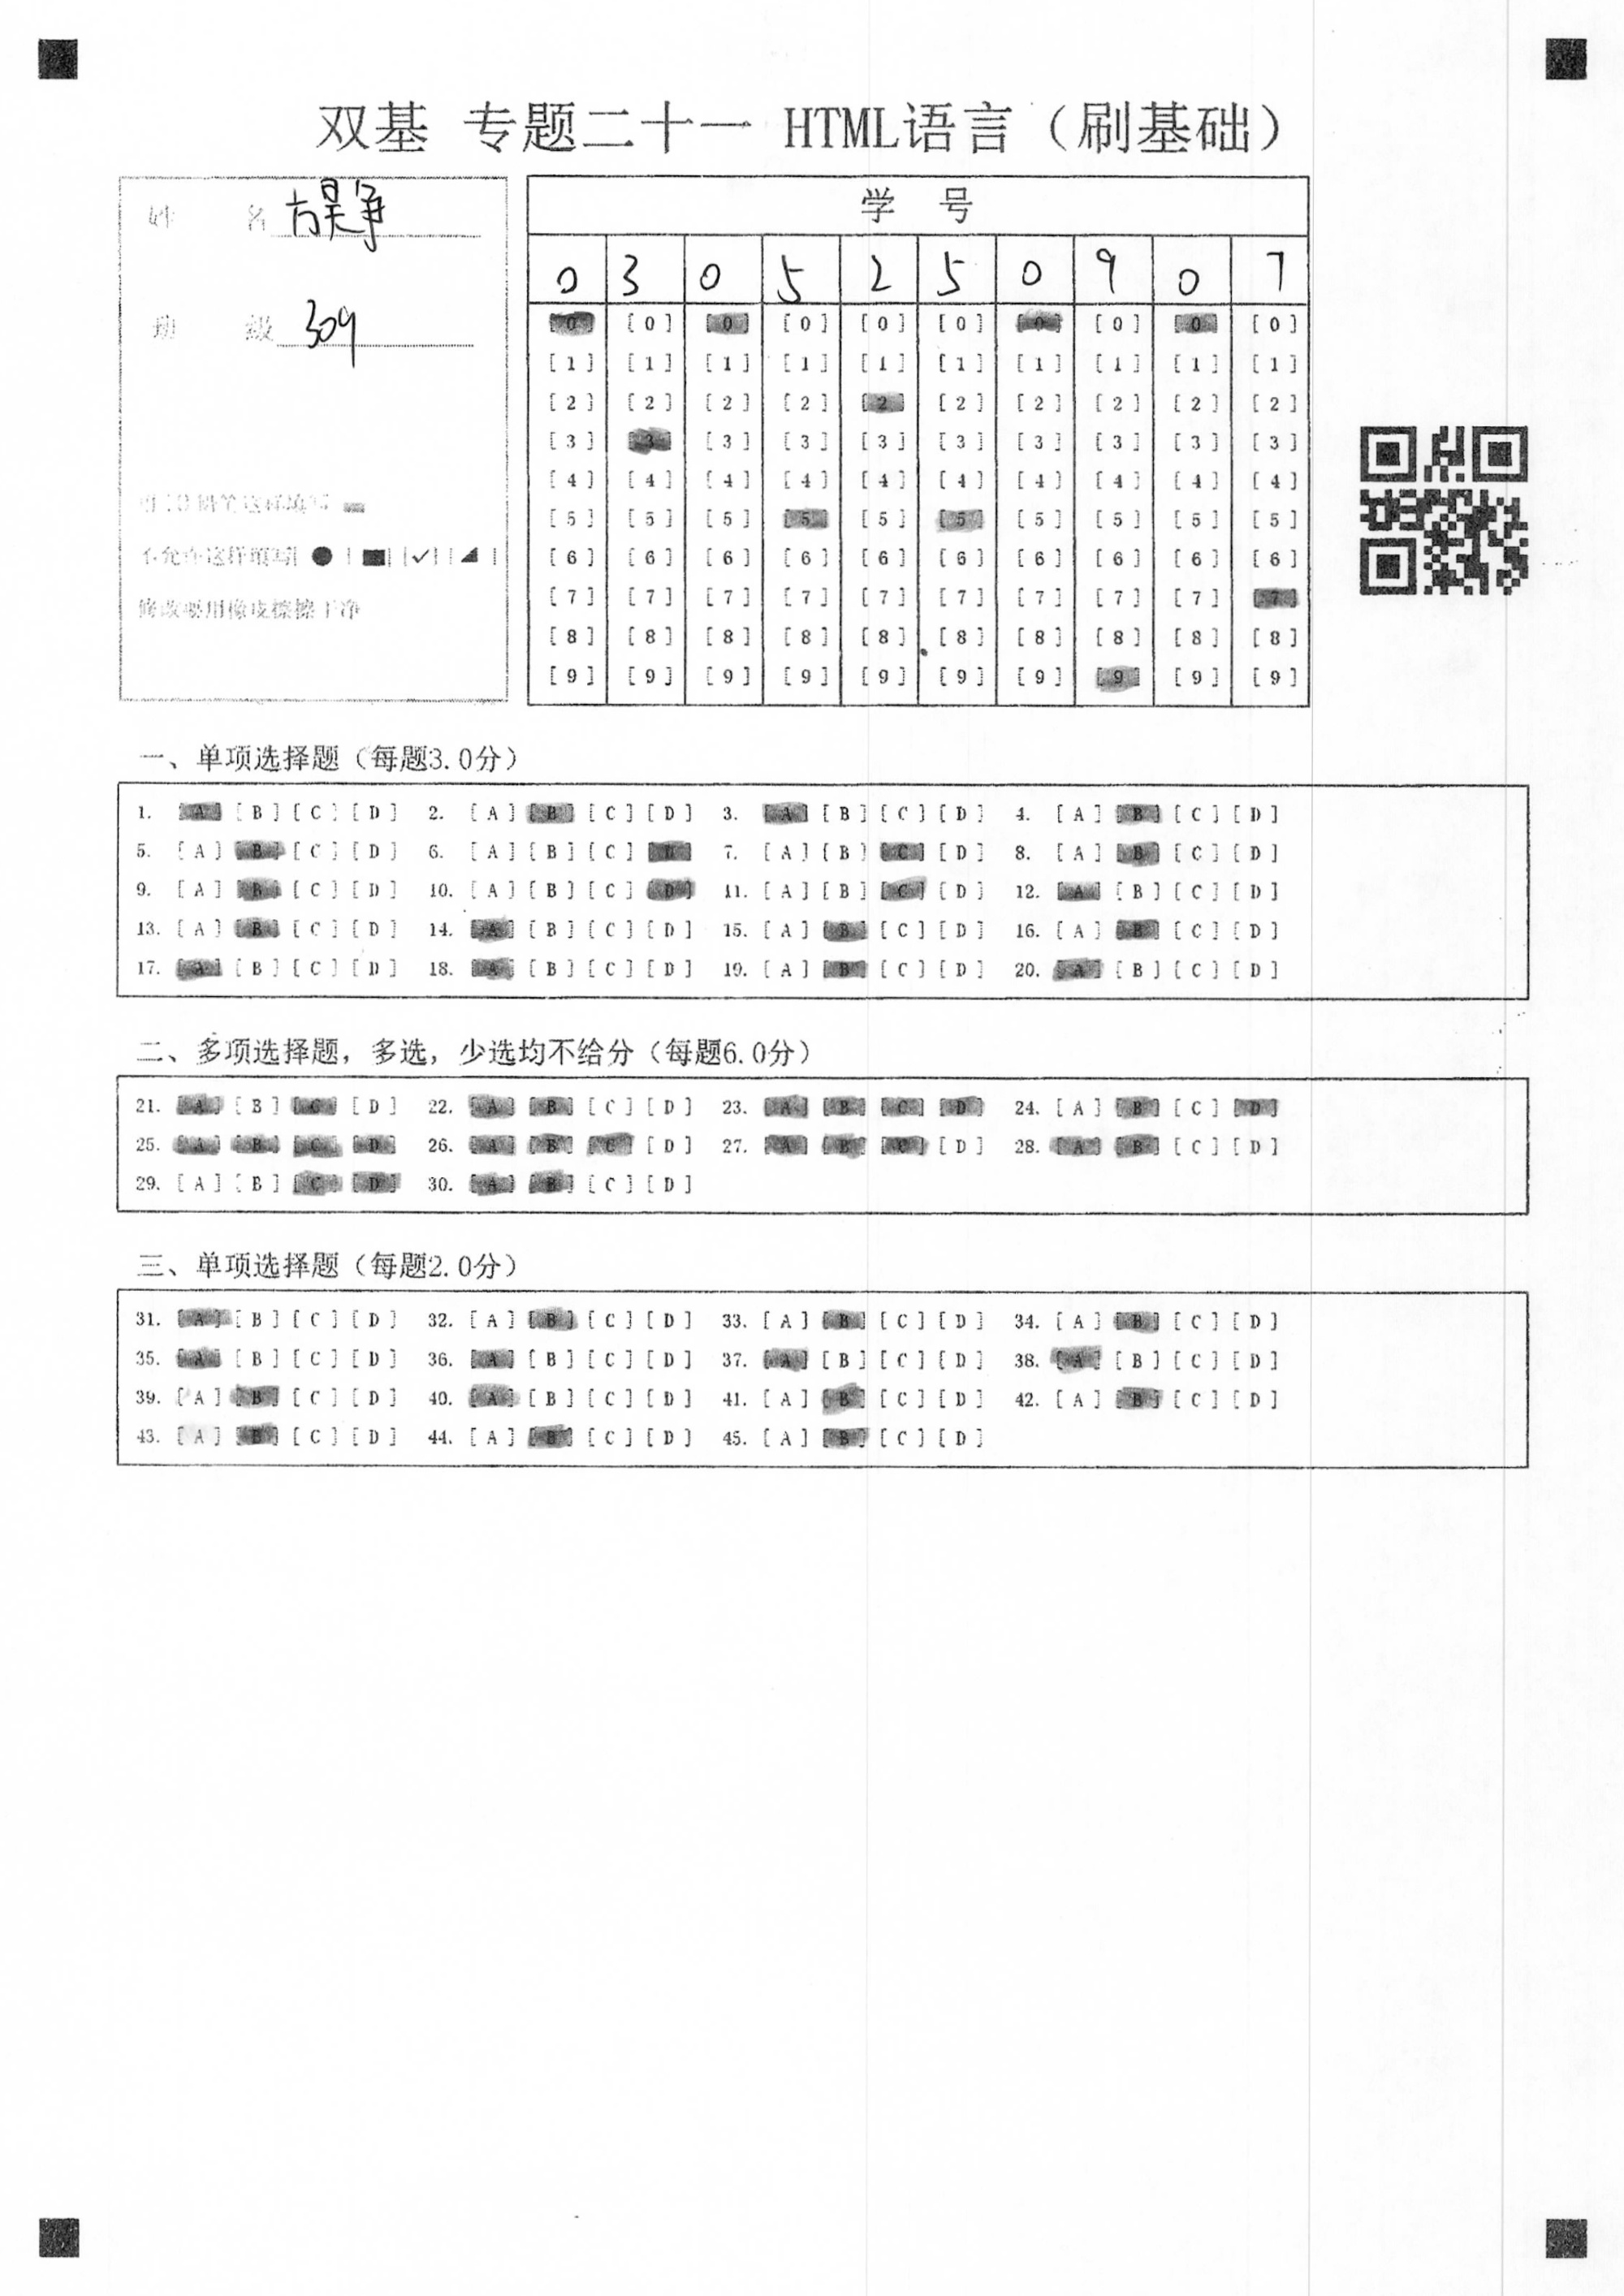 双基 专题二十一 HTML语言（刷基础）
姓 名 方昊净
班 级 309
不允许这样填写
修改要用橡皮擦擦干净
学 号
0 3 0 5 2 5 0 9 0 7
[0] [0] [0] [0] [0] [0] [0] [0] [0] [0]
[1] [1] [1] [1] [1] [1] [1] [1] [1] [1]
[2] [2] [2] [2] [2] [2] [2] [2] [2] [2]
[3] [3] [3] [3] [3] [3] [3] [3] [3] [3]
[4] [4] [4] [4] [4] [4] [4] [4] [4] [4]
[5] [5] [5] [5] [5] [5] [5] [5] [5] [5]
[6] [6] [6] [6] [6] [6] [6] [6] [6] [6]
[7] [7] [7] [7] [7] [7] [7] [7] [7] [7]
[8] [8] [8] [8] [8] [8] [8] [8] [8] [8]
[9] [9] [9] [9] [9] [9] [9] [9] [9] [9]
一、单项选择题（每题3.0分）
1. [A] [B] [C] [D] 2. [A] [B] [C] [D] 3. [A] [B] [C] [D] 4. [A] [B] [C] [D]
5. [A] [B] [C] [D] 6. [A] [B] [C] [D] 7. [A] [B] [C] [D] 8. [A] [B] [C] [D]
9. [A] [B] [C] [D] 10. [A] [B] [C] [D] 11. [A] [B] [C] [D] 12. [A] [B] [C] [D]
13. [A] [B] [C] [D] 14. [A] [B] [C] [D] 15. [A] [B] [C] [D] 16. [A] [B] [C] [D]
17. [A] [B] [C] [D] 18. [A] [B] [C] [D] 19. [A] [B] [C] [D] 20. [A] [B] [C] [D]
二、多项选择题，多选，少选均不给分（每题6.0分）
21. [A] [B] [C] [D] 22. [A] [B] [C] [D] 23. [A] [B] [C] [D] 24. [A] [B] [C] [D]
25. [A] [B] [C] [D] 26. [A] [B] [C] [D] 27. [A] [B] [C] [D] 28. [A] [B] [C] [D]
29. [A] [B] [C] [D] 30. [A] [B] [C] [D]
三、单项选择题（每题2.0分）
31. [A] [B] [C] [D] 32. [A] [B] [C] [D] 33. [A] [B] [C] [D] 34. [A] [B] [C] [D]
35. [A] [B] [C] [D] 36. [A] [B] [C] [D] 37. [A] [B] [C] [D] 38. [A] [B] [C] [D]
39. [A] [B] [C] [D] 40. [A] [B] [C] [D] 41. [A] [B] [C] [D] 42. [A] [B] [C] [D]
43. [A] [B] [C] [D] 44. [A] [B] [C] [D] 45. [A] [B] [C] [D]